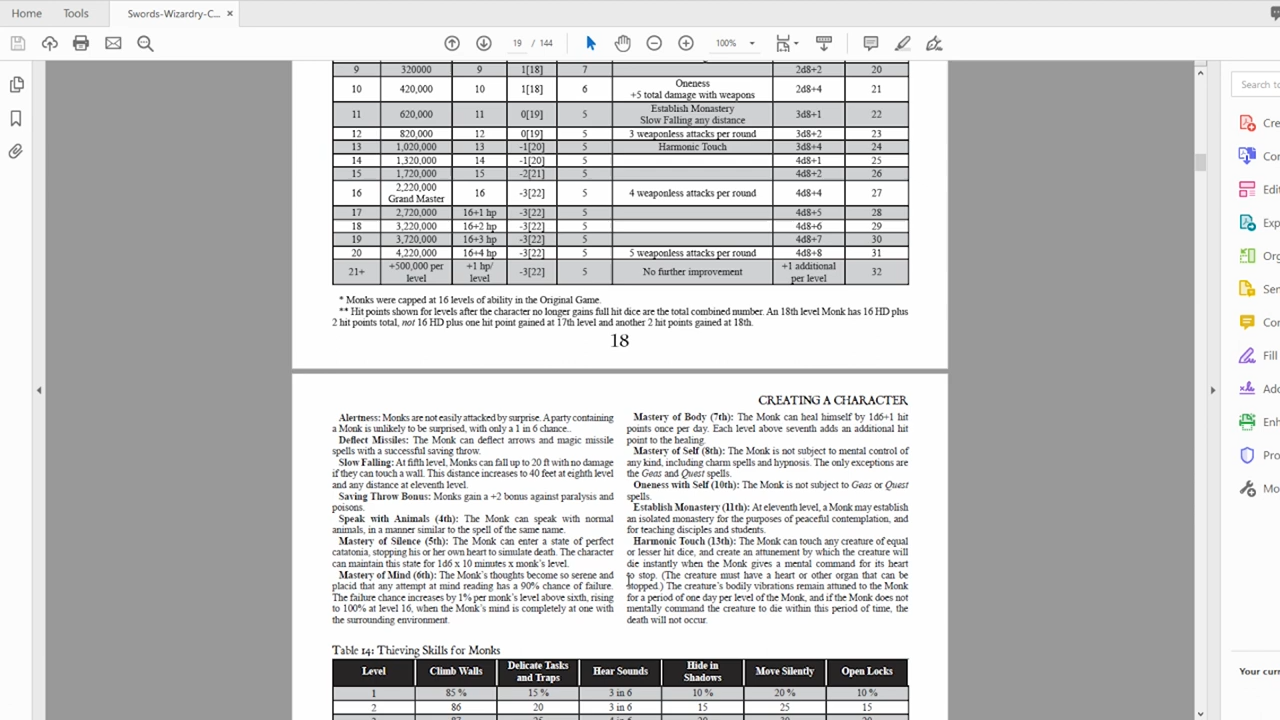 Home Tools Swords-Wizardry-C... ×
19 / 144 100%
9 320000 9 1[18] 7 2d8+2 20
10 420,000 10 1[18] 6 Oneness +5 total damage with weapons 2d8+4 21
11 620,000 11 0[19] 5 Establish Monastery Slow Falling any distance 3d8+1 22
12 820,000 12 0[19] 5 3 weaponless attacks per round 3d8+2 23
13 1,020,000 13 -1[20] 5 Harmonic Touch 3d8+4 24
14 1,320,000 14 -1[20] 5 4d8+1 25
15 1,720,000 15 -2[21] 5 4d8+2 26
16 2,220,000 Grand Master 16 -3[22] 5 4 weaponless attacks per round 4d8+4 27
17 2,720,000 16+1 hp -3[22] 5 4d8+5 28
18 3,220,000 16+2 hp -3[22] 5 4d8+6 29
19 3,720,000 16+3 hp -3[22] 5 4d8+7 30
20 4,220,000 16+4 hp -3[22] 5 5 weaponless attacks per round 4d8+8 31
21+ +500,000 per level +1 hp/ level -3[22] 5 No further improvement +1 additional per level 32
* Monks were capped at 16 levels of ability in the Original Game.
** Hit points shown for levels after the character no longer gains full hit dice are the total combined number. An 18th level Monk has 16 HD plus
2 hit points total, not 16 HD plus one hit point gained at 17th level and another 2 hit points gained at 18th.
18
CREATING A CHARACTER
Alertness: Monks are not easily attacked by surprise. A party containing
a Monk is unlikely to be surprised, with only a 1 in 6 chance..
Deflect Missiles: The Monk can deflect arrows and magic missile
spells with a successful saving throw.
Slow Falling: At fifth level, Monks can fall up to 20 ft with no damage
if they can touch a wall. This distance increases to 40 feet at eighth level
and any distance at eleventh level.
Saving Throw Bonus: Monks gain a +2 bonus against paralysis and
poisons.
Speak with Animals (4th): The Monk can speak with normal
animals, in a manner similar to the spell of the same name.
Mastery of Silence (5th): The Monk can enter a state of perfect
catatonia, stopping his or her own heart to simulate death. The character
can maintain this state for 1d6 x 10 minutes x monk's level.
Mastery of Mind (6th): The Monk's thoughts become so serene and
placid that any attempt at mind reading has a 90% chance of failure.
The failure chance increases by 1% per monk's level above sixth, rising
to 100% at level 16, when the Monk's mind is completely at one with
the surrounding environment.
Mastery of Body (7th): The Monk can heal himself by 1d6+1 hit
points once per day. Each level above seventh adds an additional hit
point to the healing.
Mastery of Self (8th): The Monk is not subject to mental control of
any kind, including charm spells and hypnosis. The only exceptions are
the Geas and Quest spells.
Oneness with Self (10th): The Monk is not subject to Geas or Quest
spells.
Establish Monastery (11th): At eleventh level, a Monk may establish
an isolated monastery for the purposes of peaceful contemplation, and
for teaching disciples and students.
Harmonic Touch (13th): The Monk can touch any creature of equal
or lesser hit dice, and create an attunement by which the creature will
die instantly when the Monk gives a mental command for its heart
to stop. (The creature must have a heart or other organ that can be
stopped.) The creature's bodily vibrations remain attuned to the Monk
for a period of one day per level of the Monk, and if the Monk does not
mentally command the creature to die within this period of time, the
death will not occur.
Table 14: Thieving Skills for Monks
Level Climb Walls Delicate Tasks and Traps Hear Sounds Hide in Shadows Move Silently Open Locks
1 85 % 15 % 3 in 6 10 % 20 % 10 %
2 86 20 3 in 6 15 25 15
Search to
Cre
Con
Edit
Exp
Org
Sen
Con
Fill
Add
Enh
Pro
Mo
Your curr